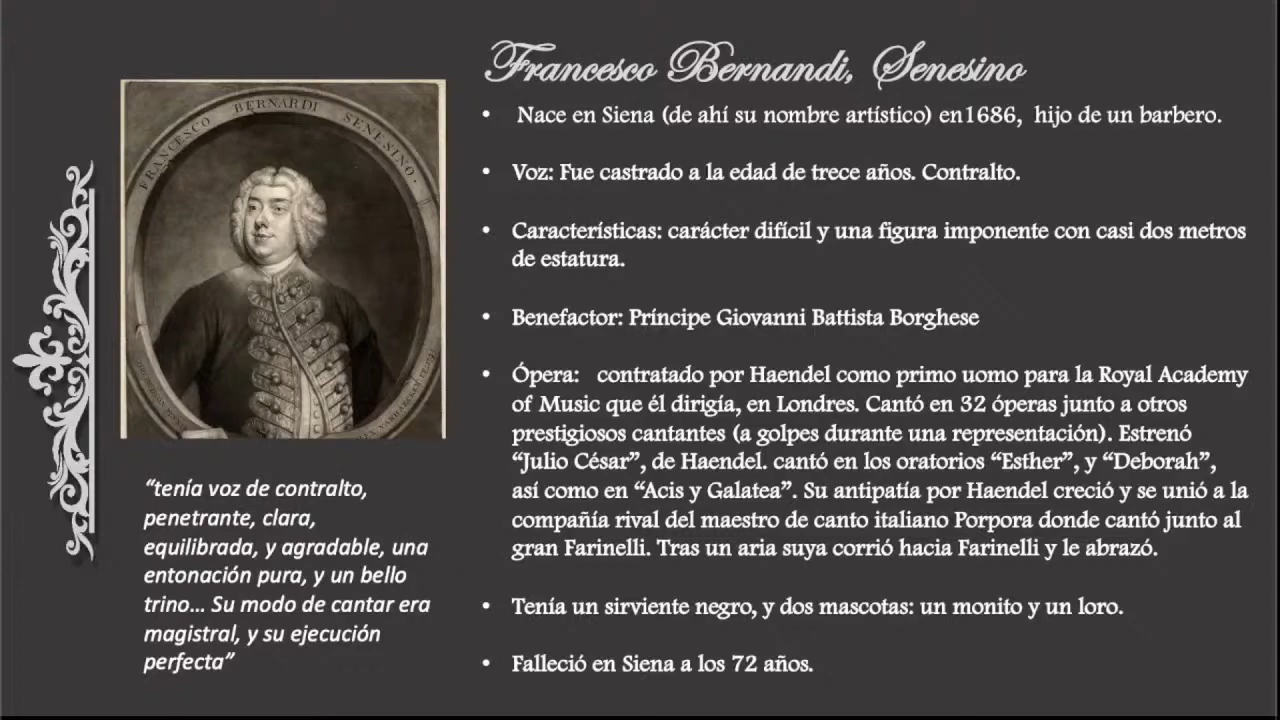 Francesco Bernandi, Senesino
FRANCESCO BERNARDI SENESINO.
• Nace en Siena (de ahí su nombre artístico) en1686, hijo de un barbero.
• Voz: Fue castrado a la edad de trece años. Contralto.
• Características: carácter difícil y una figura imponente con casi dos metros
de estatura.
• Benefactor: Príncipe Giovanni Battista Borghese
• Ópera: contratado por Haendel como primo uomo para la Royal Academy
of Music que él dirigía, en Londres. Cantó en 32 óperas junto a otros
prestigiosos cantantes (a golpes durante una representación). Estrenó
“Julio César”, de Haendel. cantó en los oratorios “Esther”, y “Deborah”,
así como en “Acis y Galatea”. Su antipatía por Haendel creció y se unió a la
compañía rival del maestro de canto italiano Porpora donde cantó junto al
gran Farinelli. Tras un aria suya corrió hacia Farinelli y le abrazó.
• Tenía un sirviente negro, y dos mascotas: un monito y un loro.
• Falleció en Siena a los 72 años.
“tenía voz de contralto,
penetrante, clara,
equilibrada, y agradable, una
entonación pura, y un bello
trino... Su modo de cantar era
magistral, y su ejecución
perfecta”